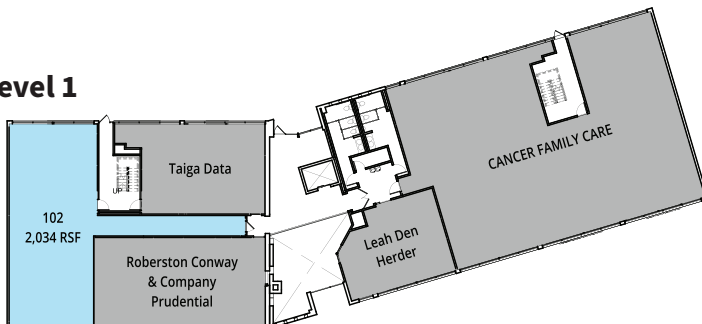 evel 1
Taiga Data
UP
102
2,034 RSF
Roberston Conway
& Company
Prudential
Leah Den
Herder
CANCER FAMILY CARE